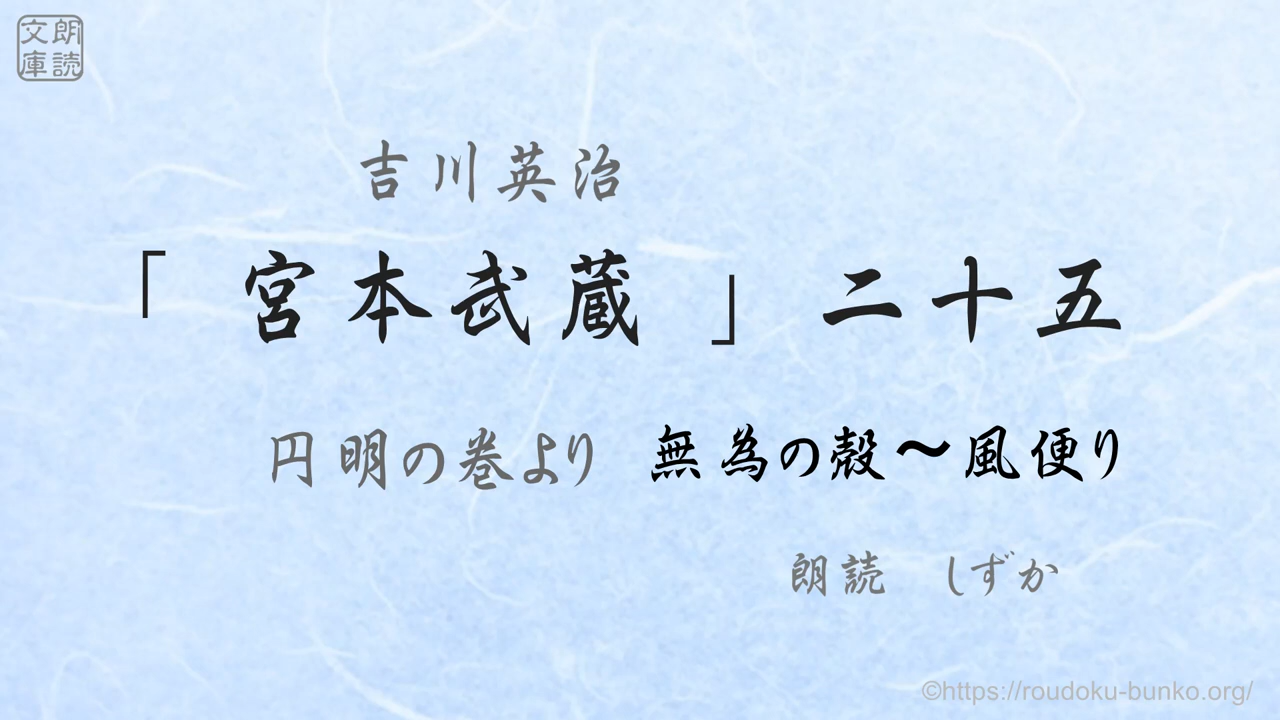 朗読
文庫
吉川英治
「 宮本武蔵 」 二十五
円明の巻より 無為の殻〜風便り
朗読 しずか
©https://roudoku-bunko.org/